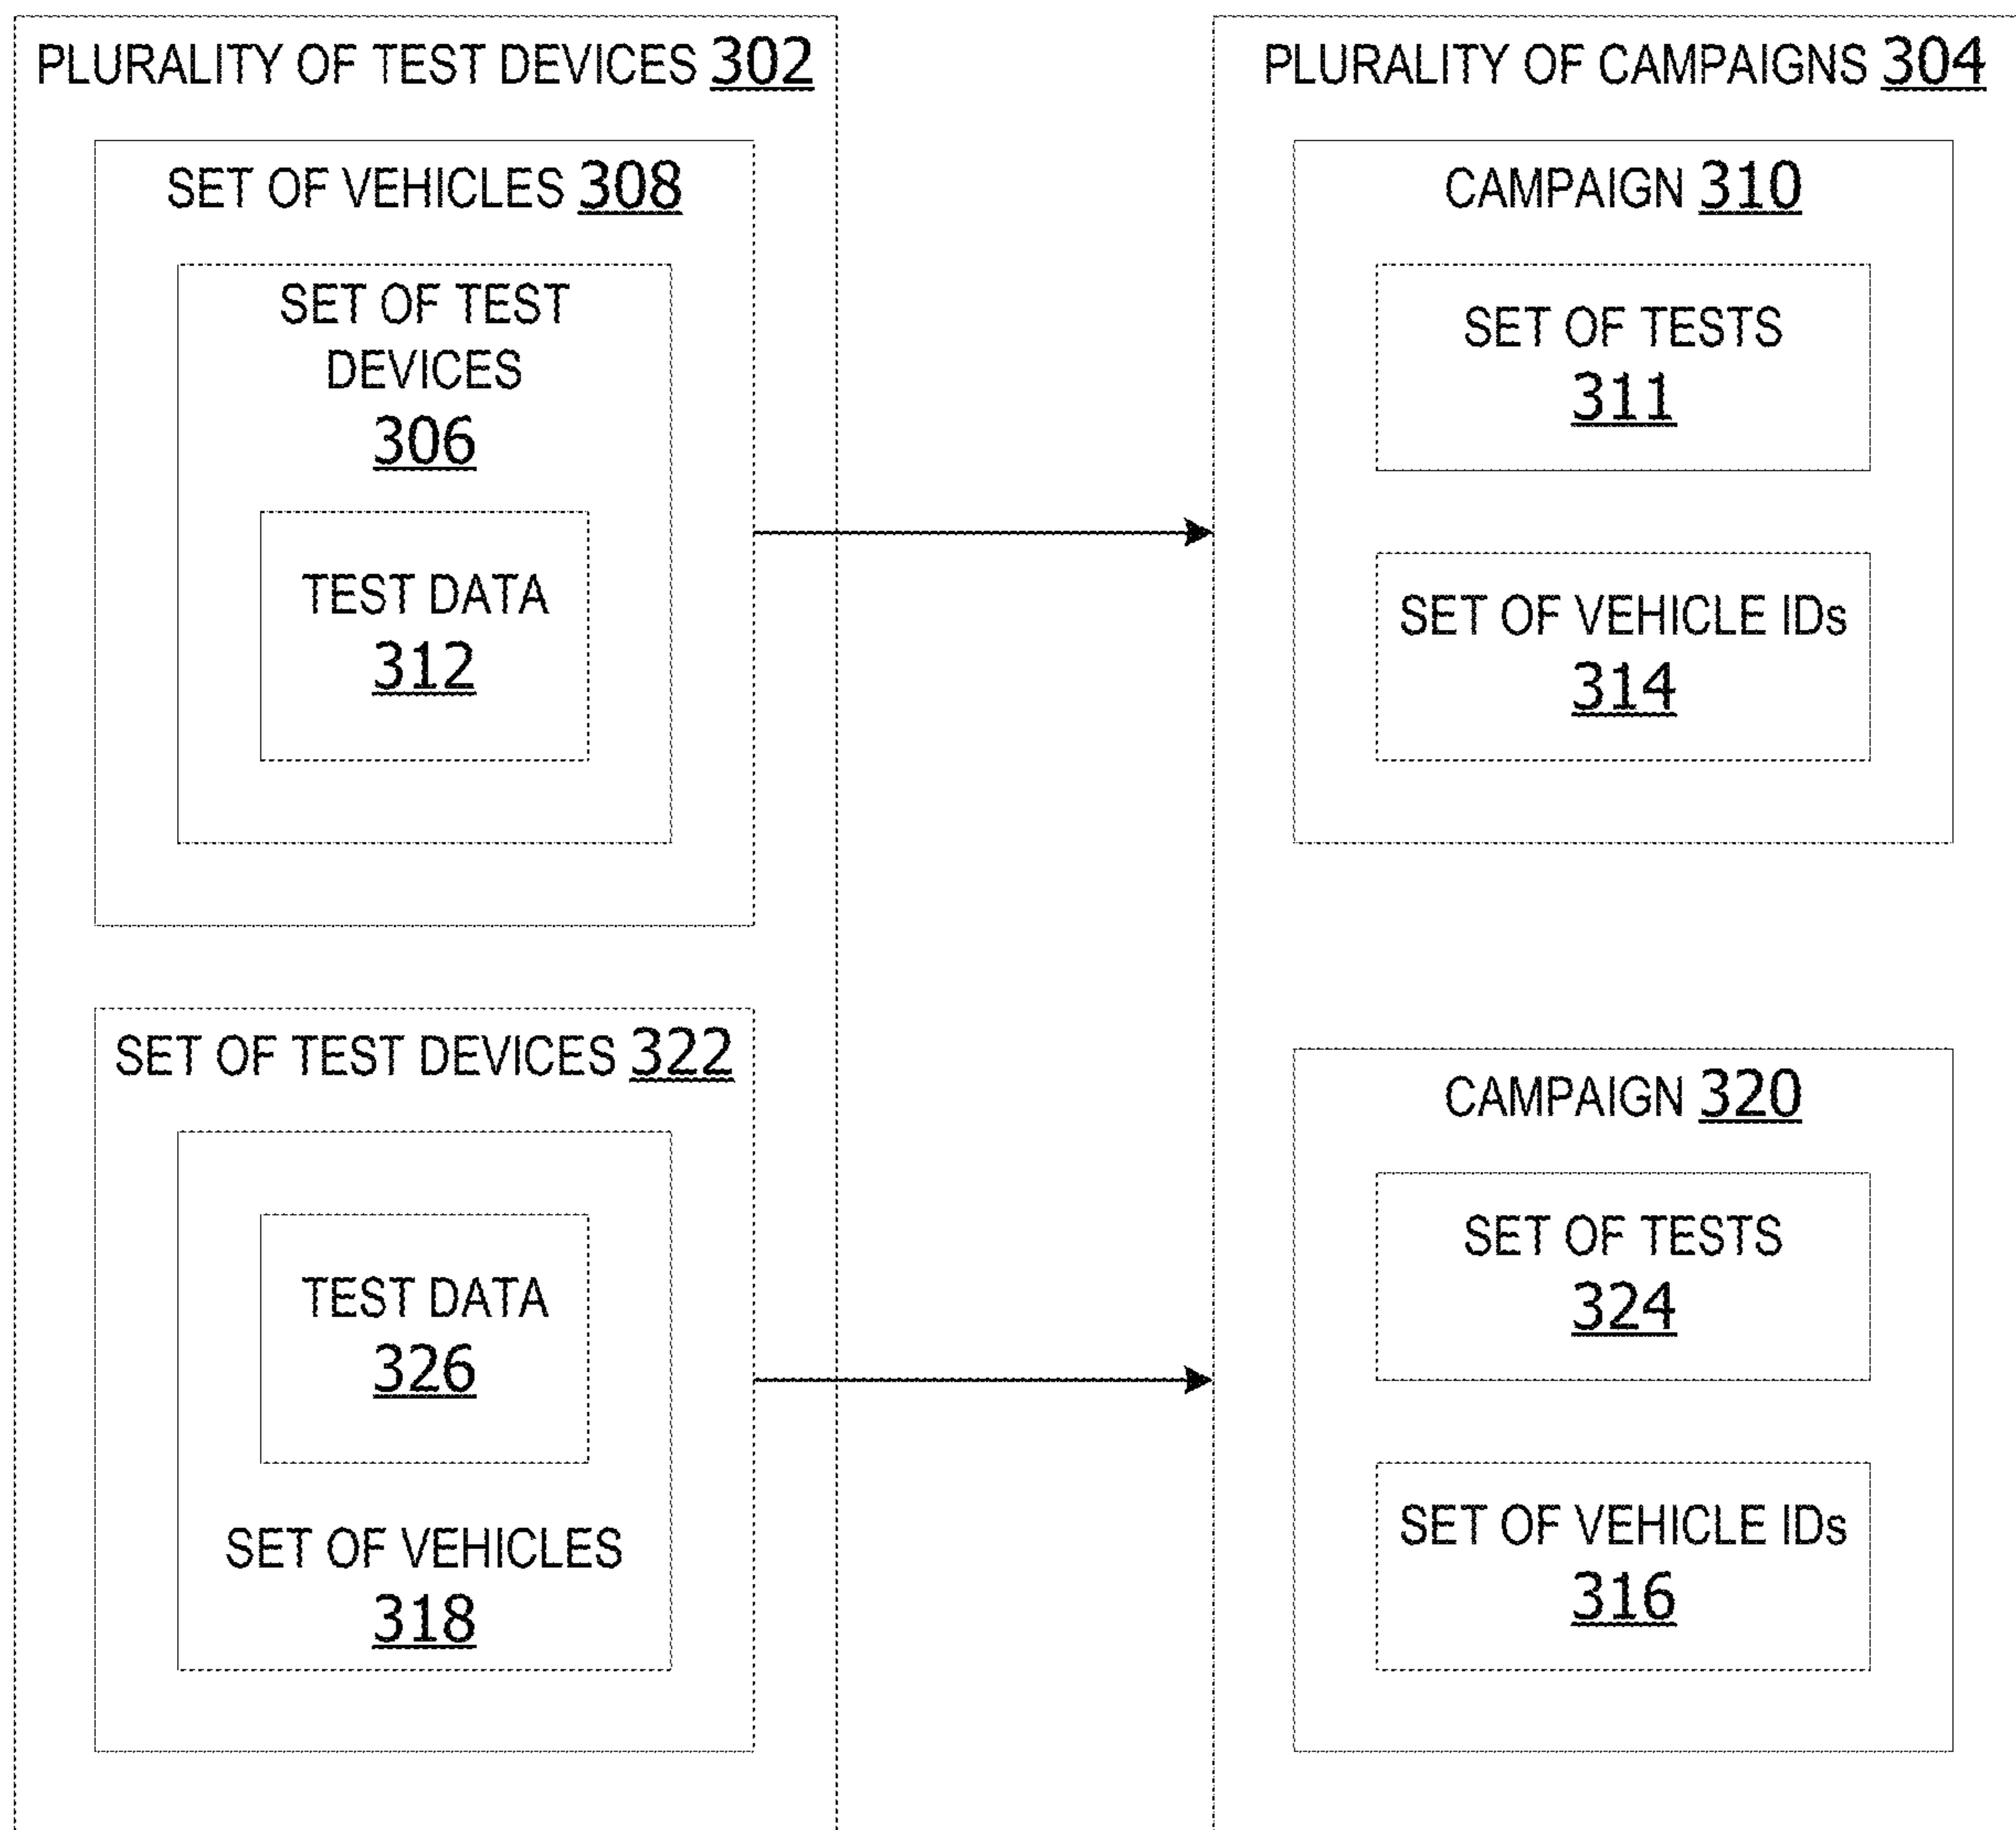 PLURALITY OF TEST DEVICES 302
SET OF VEHICLES 308
SET OF TEST
DEVICES
306
TEST DATA
312
SET OF TEST DEVICES 322
TEST DATA
326
SET OF VEHICLES
318
PLURALITY OF CAMPAIGNS 304
CAMPAIGN 310
SET OF TESTS
311
SET OF VEHICLE IDs
314
CAMPAIGN 320
SET OF TESTS
324
SET OF VEHICLE IDs
316